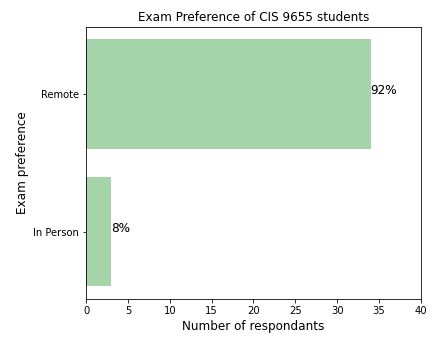 Exam Preference of CIS 9655 students
Exam preference
Remote
92%
In Person
8%
0 5 10 15 20 25 30 35 40
Number of respondants